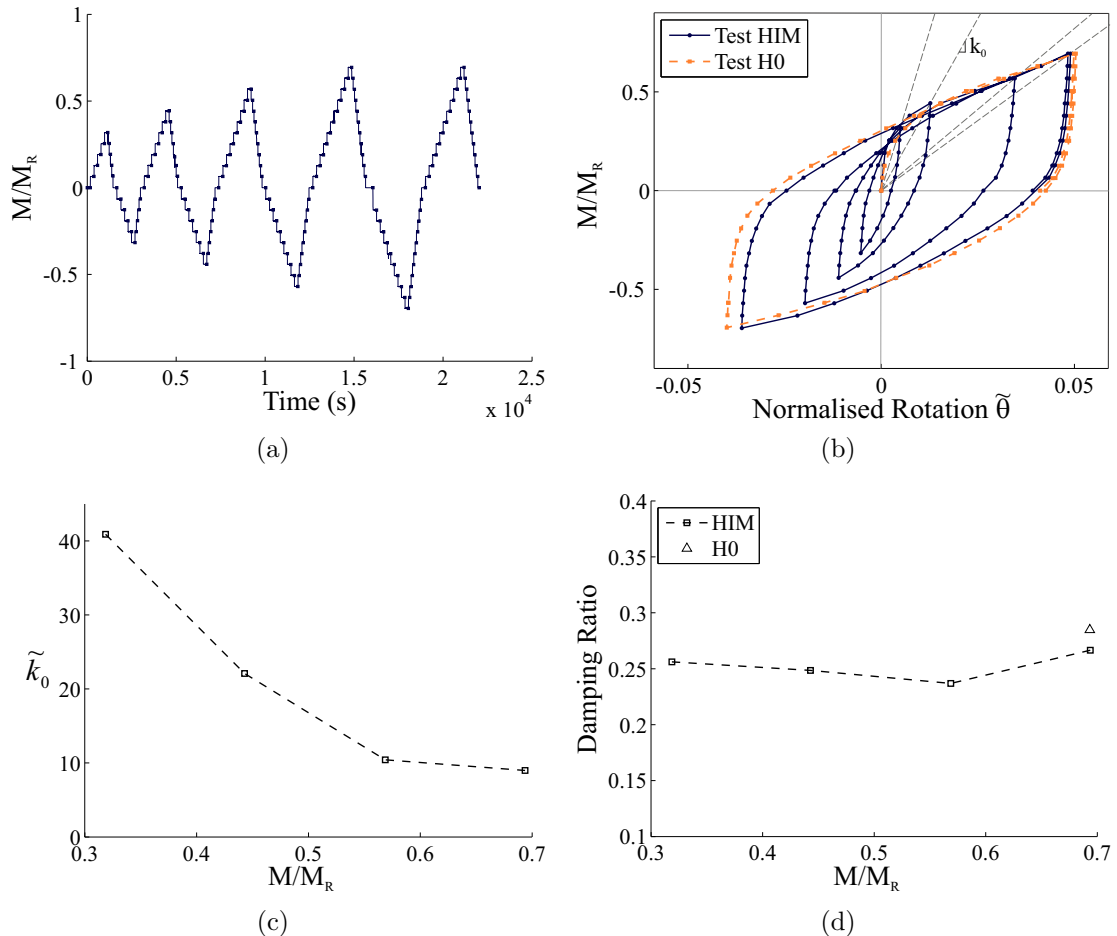 1
0.5
0
-0.5
-1
M/M_R
0 0.5 1 1.5 2 2.5
Time (s)
x 10^4
(a)
Test HIM
Test H0
k_0
0.5
0
-0.5
M/M_R
-0.05 0 0.05
Normalised Rotation θ̃
(b)
40
30
20
10
0
k̃_0
0.3 0.4 0.5 0.6 0.7
M/M_R
(c)
HIM
H0
0.4
0.35
0.3
0.25
0.2
0.15
0.1
Damping Ratio
0.3 0.4 0.5 0.6 0.7
M/M_R
(d)